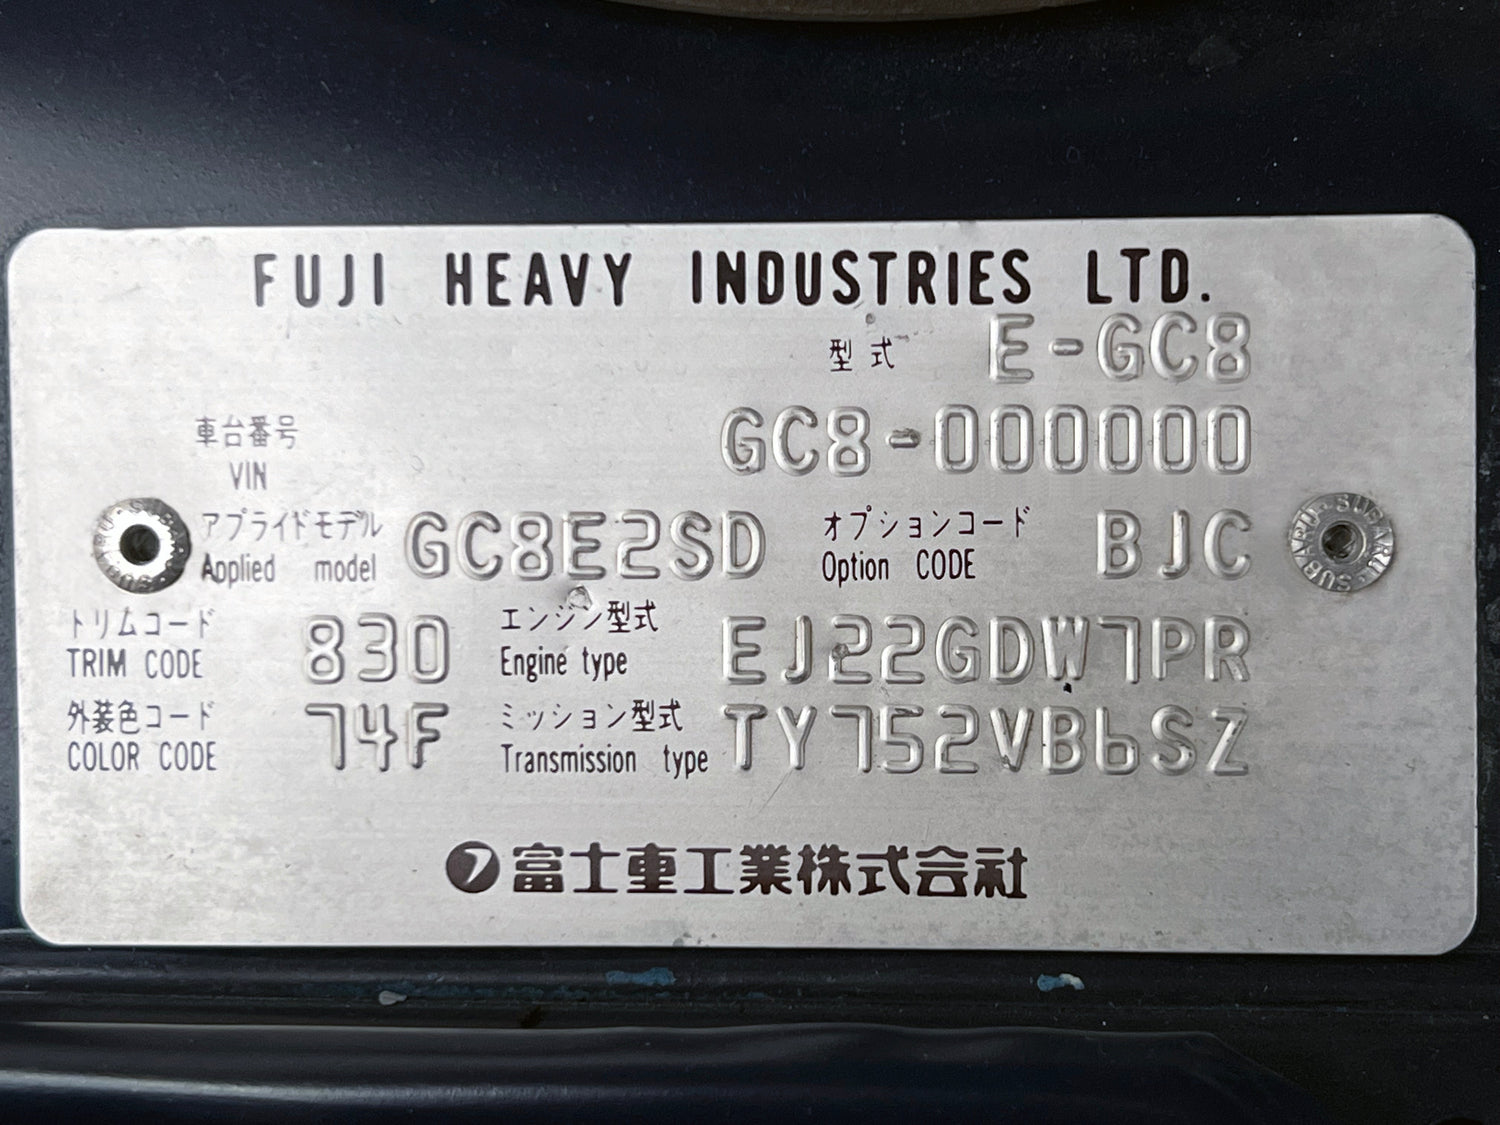 FUJI HEAVY INDUSTRIES LTD.
型式 E-GC8
車台番号
VIN
GC8-000000
アプライドモデル
Applied model
GC8E2SD
オプションコード
Option CODE
BJC
トリムコード
TRIM CODE
830
エンジン型式
Engine type
EJ22GDW7PR
外装色コード
COLOR CODE
74F
ミッション型式
Transmission type
TY752VB6SZ
富士重工業株式会社
SUBARU SUBARU